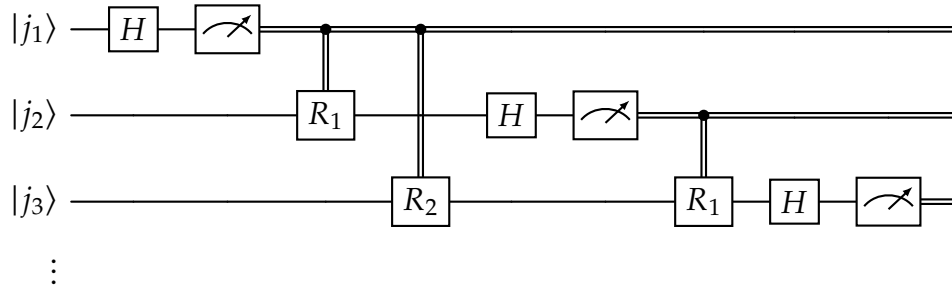 |j₁⟩ H
R₁ H
|j₂⟩
R₂ R₁ H
|j₃⟩
⋮